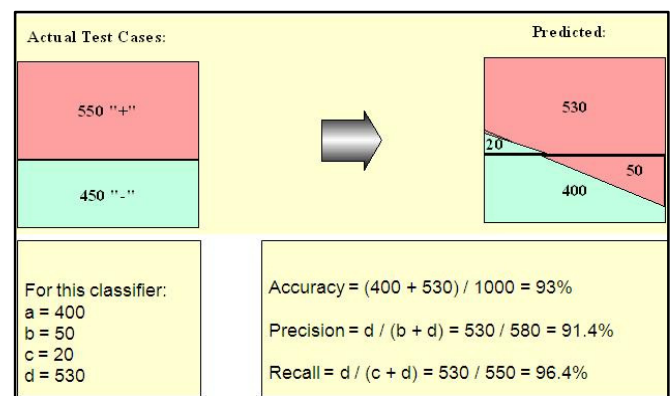 Actual Test Cases:
Predicted:
550 "+"
450 "-"
530
20
50
400
For this classifier:
a = 400
b = 50
c = 20
d = 530
Accuracy = (400 + 530) / 1000 = 93%
Precision = d / (b + d) = 530 / 580 = 91.4%
Recall = d / (c + d) = 530 / 550 = 96.4%